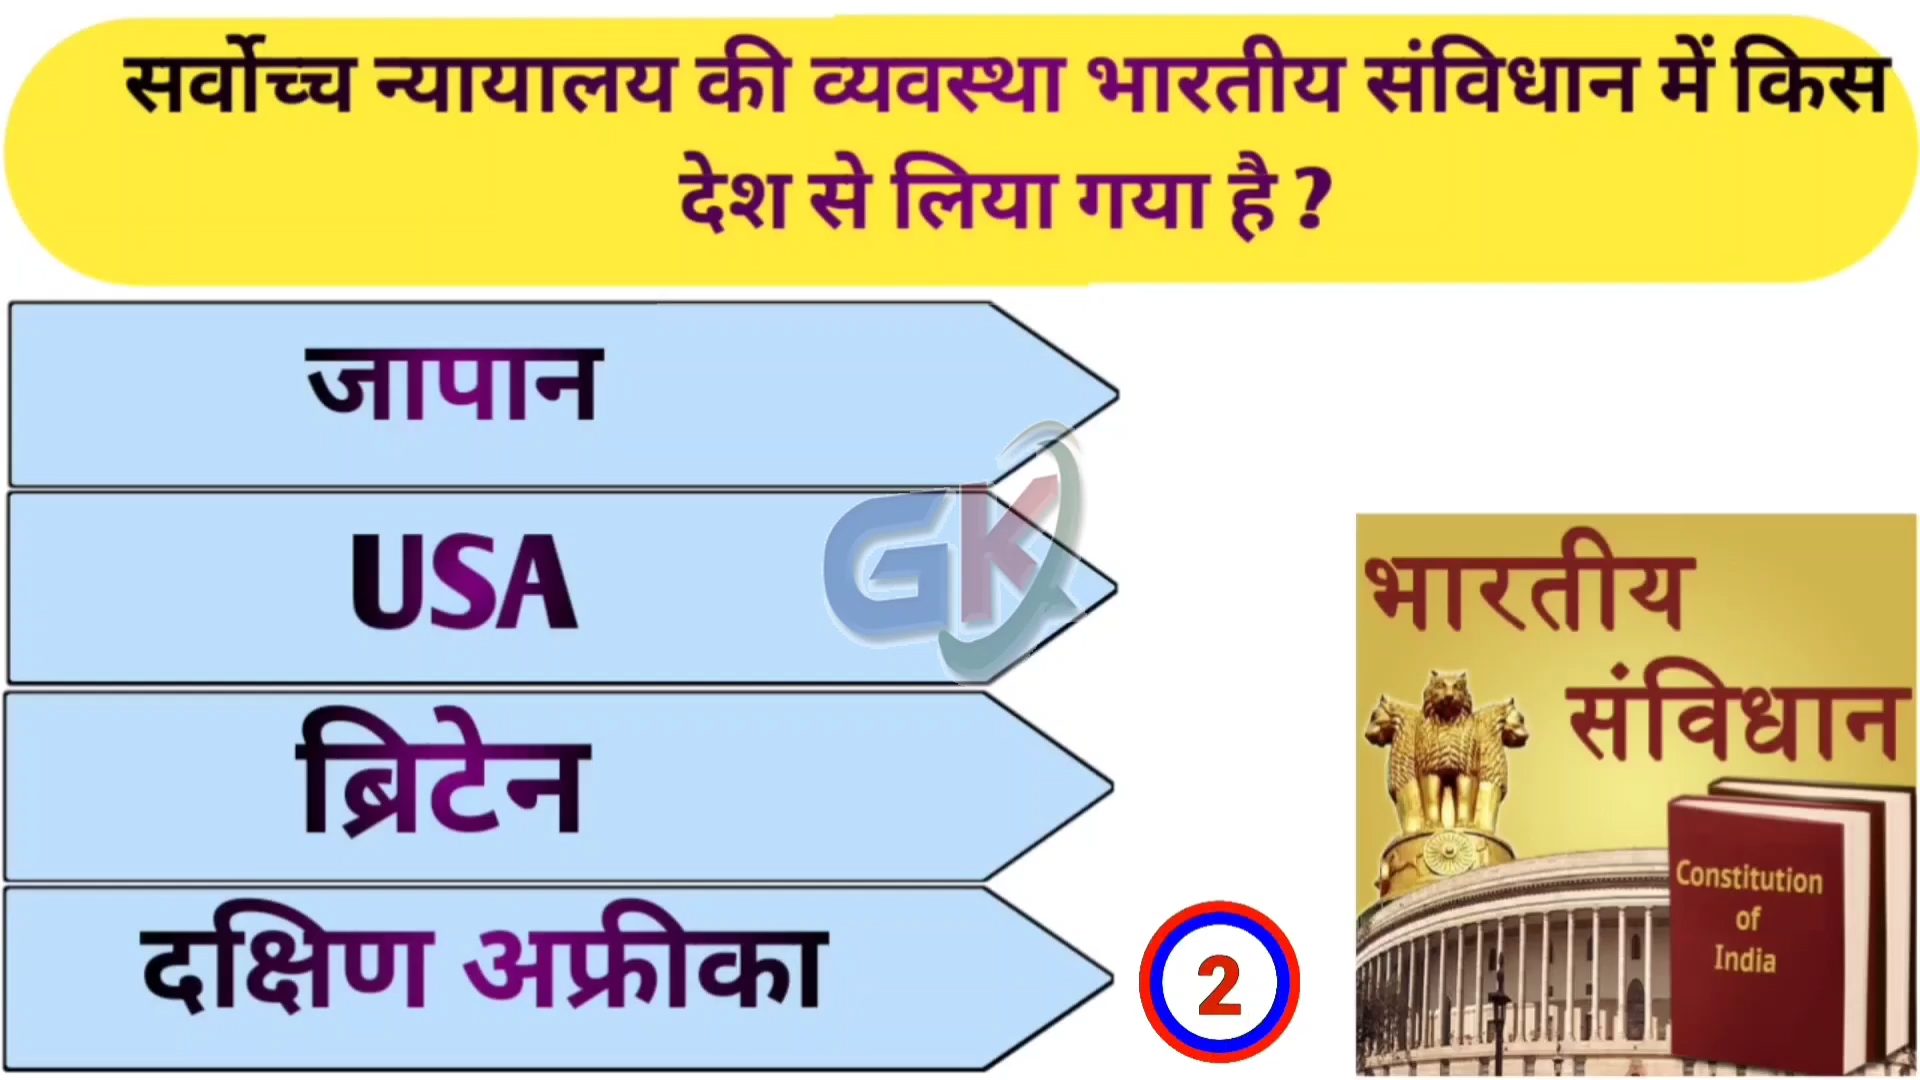 सर्वोच्च न्यायालय की व्यवस्था भारतीय संविधान में किस
देश से लिया गया है ?
जापान
USA
ब्रिटेन
दक्षिण अफ्रीका
GK
2
भारतीय
संविधान
Constitution
of
India